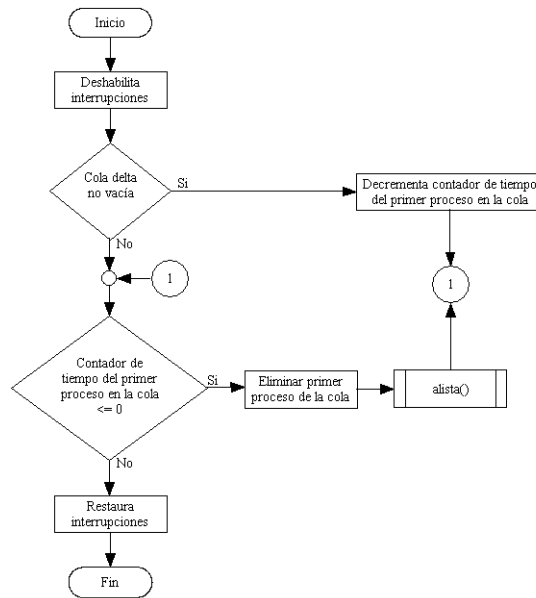 Inicio
Deshabilita
interrupciones
Cola delta
no vacía
Si
Decrementa contador de tiempo
del primer proceso en la cola
No
1
1
Contador de
tiempo del primer
proceso en la cola
<= 0
Si
Eliminar primer
proceso de la cola
alista()
No
Restaura
interrupciones
Fin